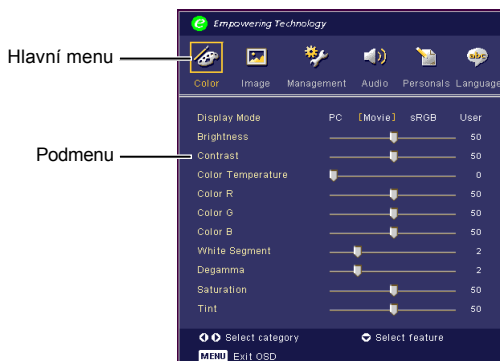 Empowering Technology
Hlavní menu
Color Image Management Audio Personals Language
Display Mode PC [Movie] sRGB User
Brightness 50
Podmenu
Contrast 50
Color Temperature 0
Color R 50
Color G 50
Color B 50
White Segment 2
Degamma 2
Saturation 50
Tint 50
Select category Select feature
MENU Exit OSD